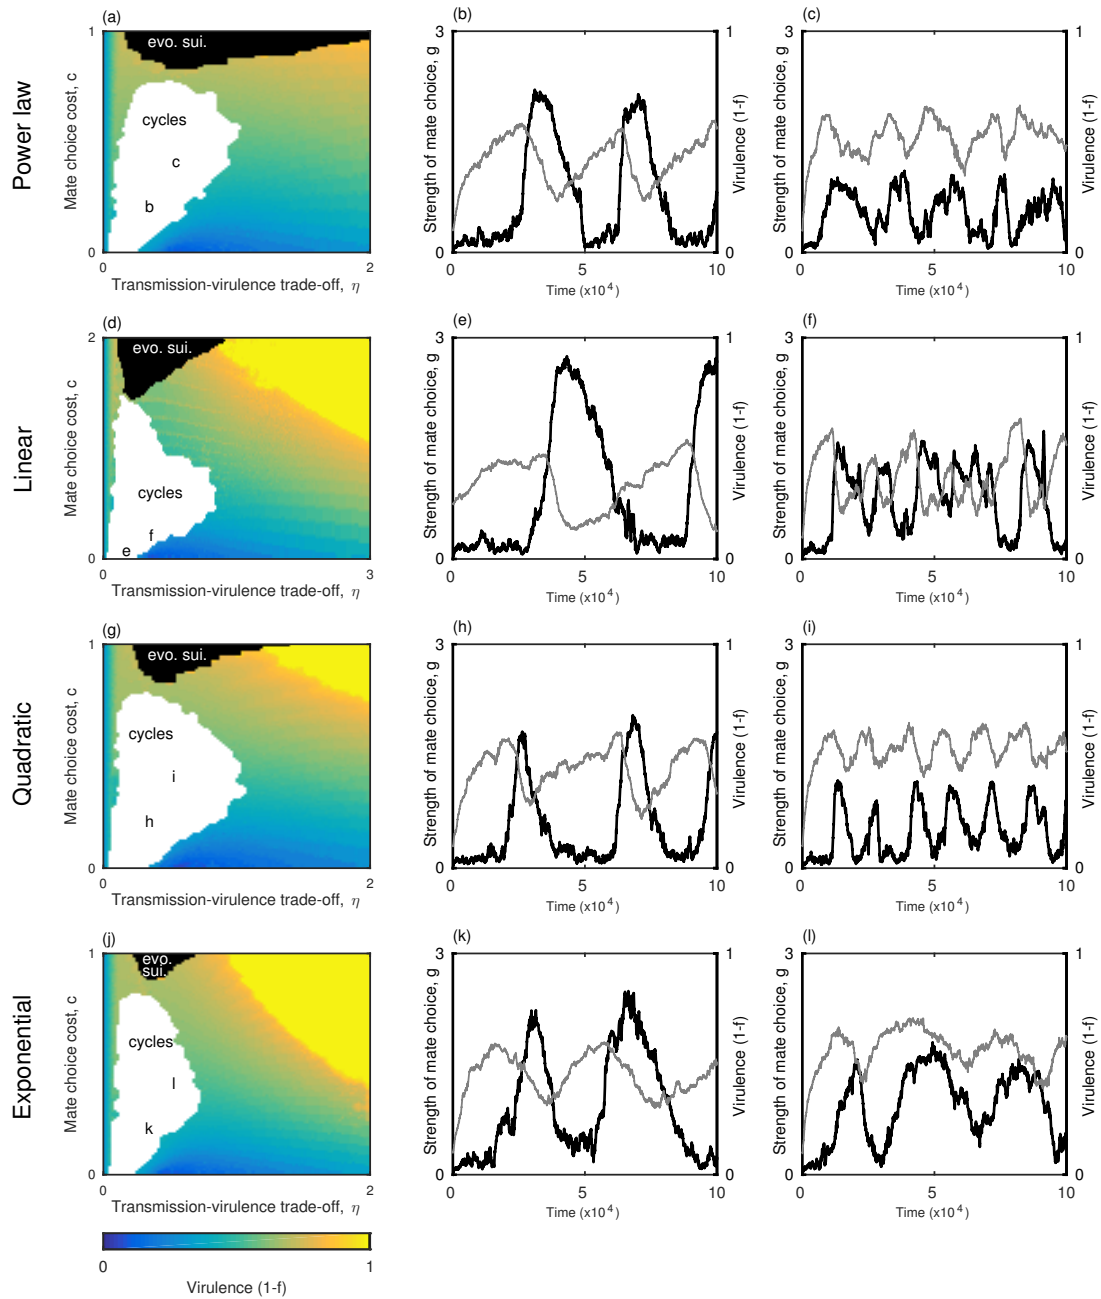 (a)
(b)
(c)
Power law
Mate choice cost, c
1
0
evo. sui.
cycles
c
b
0
2
Transmission-virulence trade-off, η
Strength of mate choice, g
3
0
1
0
Virulence (1-f)
0
5
10
Time (x10⁴)
Strength of mate choice, g
3
0
1
0
Virulence (1-f)
0
5
10
Time (x10⁴)
(d)
(e)
(f)
Linear
Mate choice cost, c
2
0
evo. sui.
cycles
f
e
0
3
Transmission-virulence trade-off, η
Strength of mate choice, g
3
0
1
0
Virulence (1-f)
0
5
10
Time (x10⁴)
Strength of mate choice, g
3
0
1
0
Virulence (1-f)
0
5
10
Time (x10⁴)
(g)
(h)
(i)
Quadratic
Mate choice cost, c
1
0
evo. sui.
cycles
i
h
0
2
Transmission-virulence trade-off, η
Strength of mate choice, g
3
0
1
0
Virulence (1-f)
0
5
10
Time (x10⁴)
Strength of mate choice, g
3
0
1
0
Virulence (1-f)
0
5
10
Time (x10⁴)
(j)
(k)
(l)
Exponential
Mate choice cost, c
1
0
evo.
sui.
cycles
l
k
0
2
Transmission-virulence trade-off, η
Strength of mate choice, g
3
0
1
0
Virulence (1-f)
0
5
10
Time (x10⁴)
Strength of mate choice, g
3
0
1
0
Virulence (1-f)
0
5
10
Time (x10⁴)
0
1
Virulence (1-f)